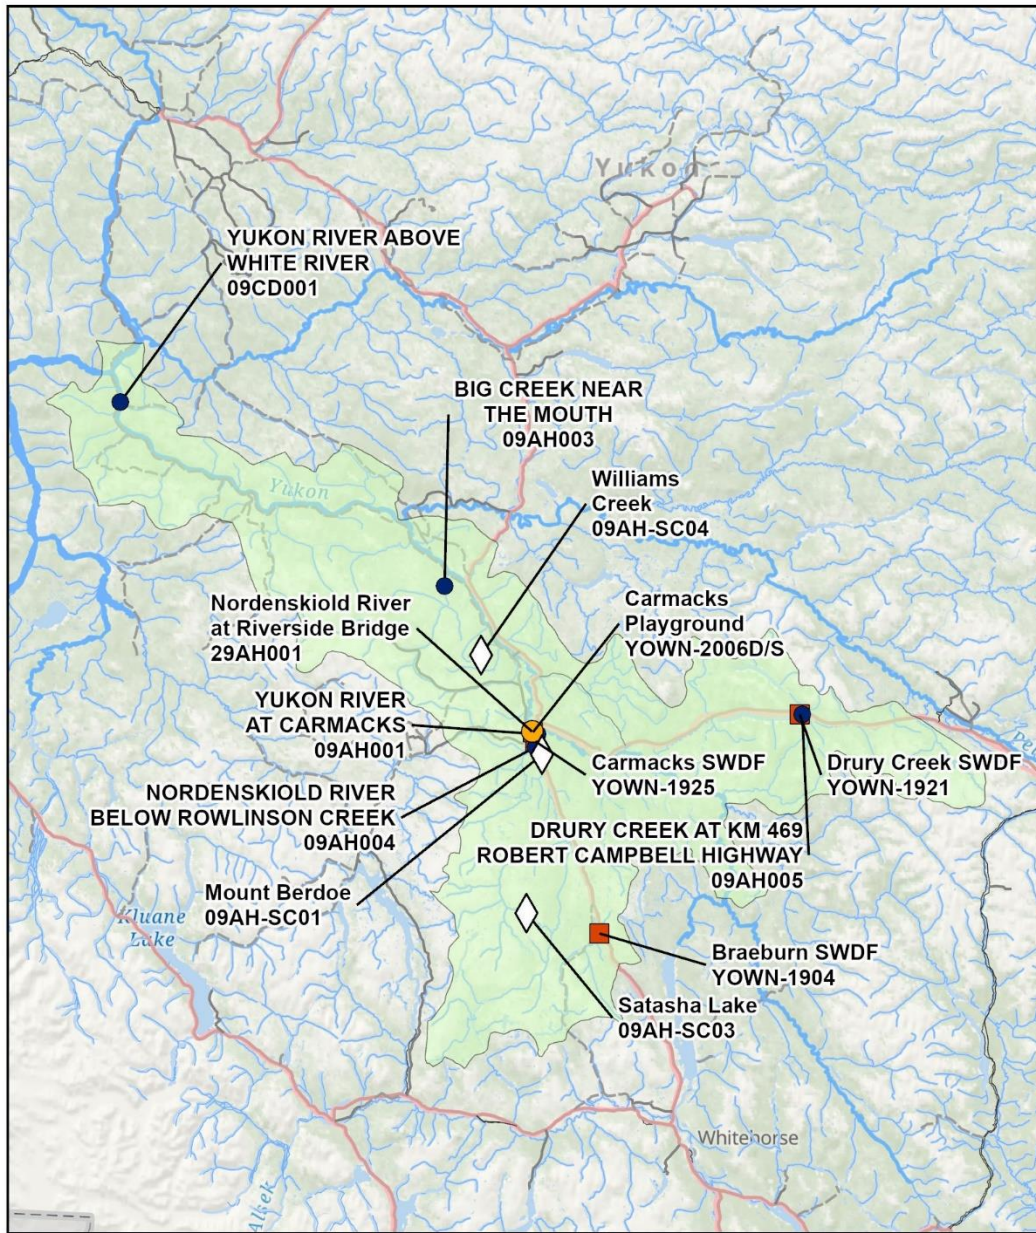 Yukon
YUKON RIVER ABOVE
WHITE RIVER
09CD001
BIG CREEK NEAR
THE MOUTH
09AH003
Williams
Creek
09AH-SC04
Yukon
Nordenskiold River
at Riverside Bridge
29AH001
Carmacks
Playground
YOWN-2006D/S
YUKON RIVER
AT CARMACKS
09AH001
Carmacks SWDF
YOWN-1925
Drury Creek SWDF
YOWN-1921
NORDENSKIOLD RIVER
BELOW ROWLINSON CREEK
09AH004
DRURY CREEK AT KM 469
ROBERT CAMPBELL HIGHWAY
09AH005
Mount Berdoe
09AH-SC01
Kluane
Lake
Braeburn SWDF
YOWN-1904
Satasha Lake
09AH-SC03
Whitehorse
Alsek